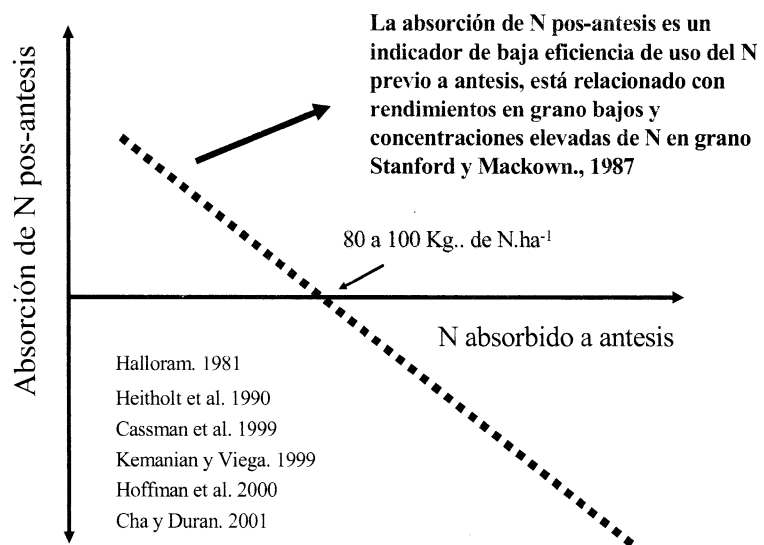 La absorción de N pos-antesis es un
indicador de baja eficiencia de uso del N
previo a antesis, está relacionado con
rendimientos en grano bajos y
concentraciones elevadas de N en grano
Stanford y Mackown., 1987
Absorción de N pos-antesis
80 a 100 Kg.. de N.ha-1
N absorbido a antesis
Halloram. 1981
Heitholt et al. 1990
Cassman et al. 1999
Kemanian y Viega. 1999
Hoffman et al. 2000
Cha y Duran. 2001